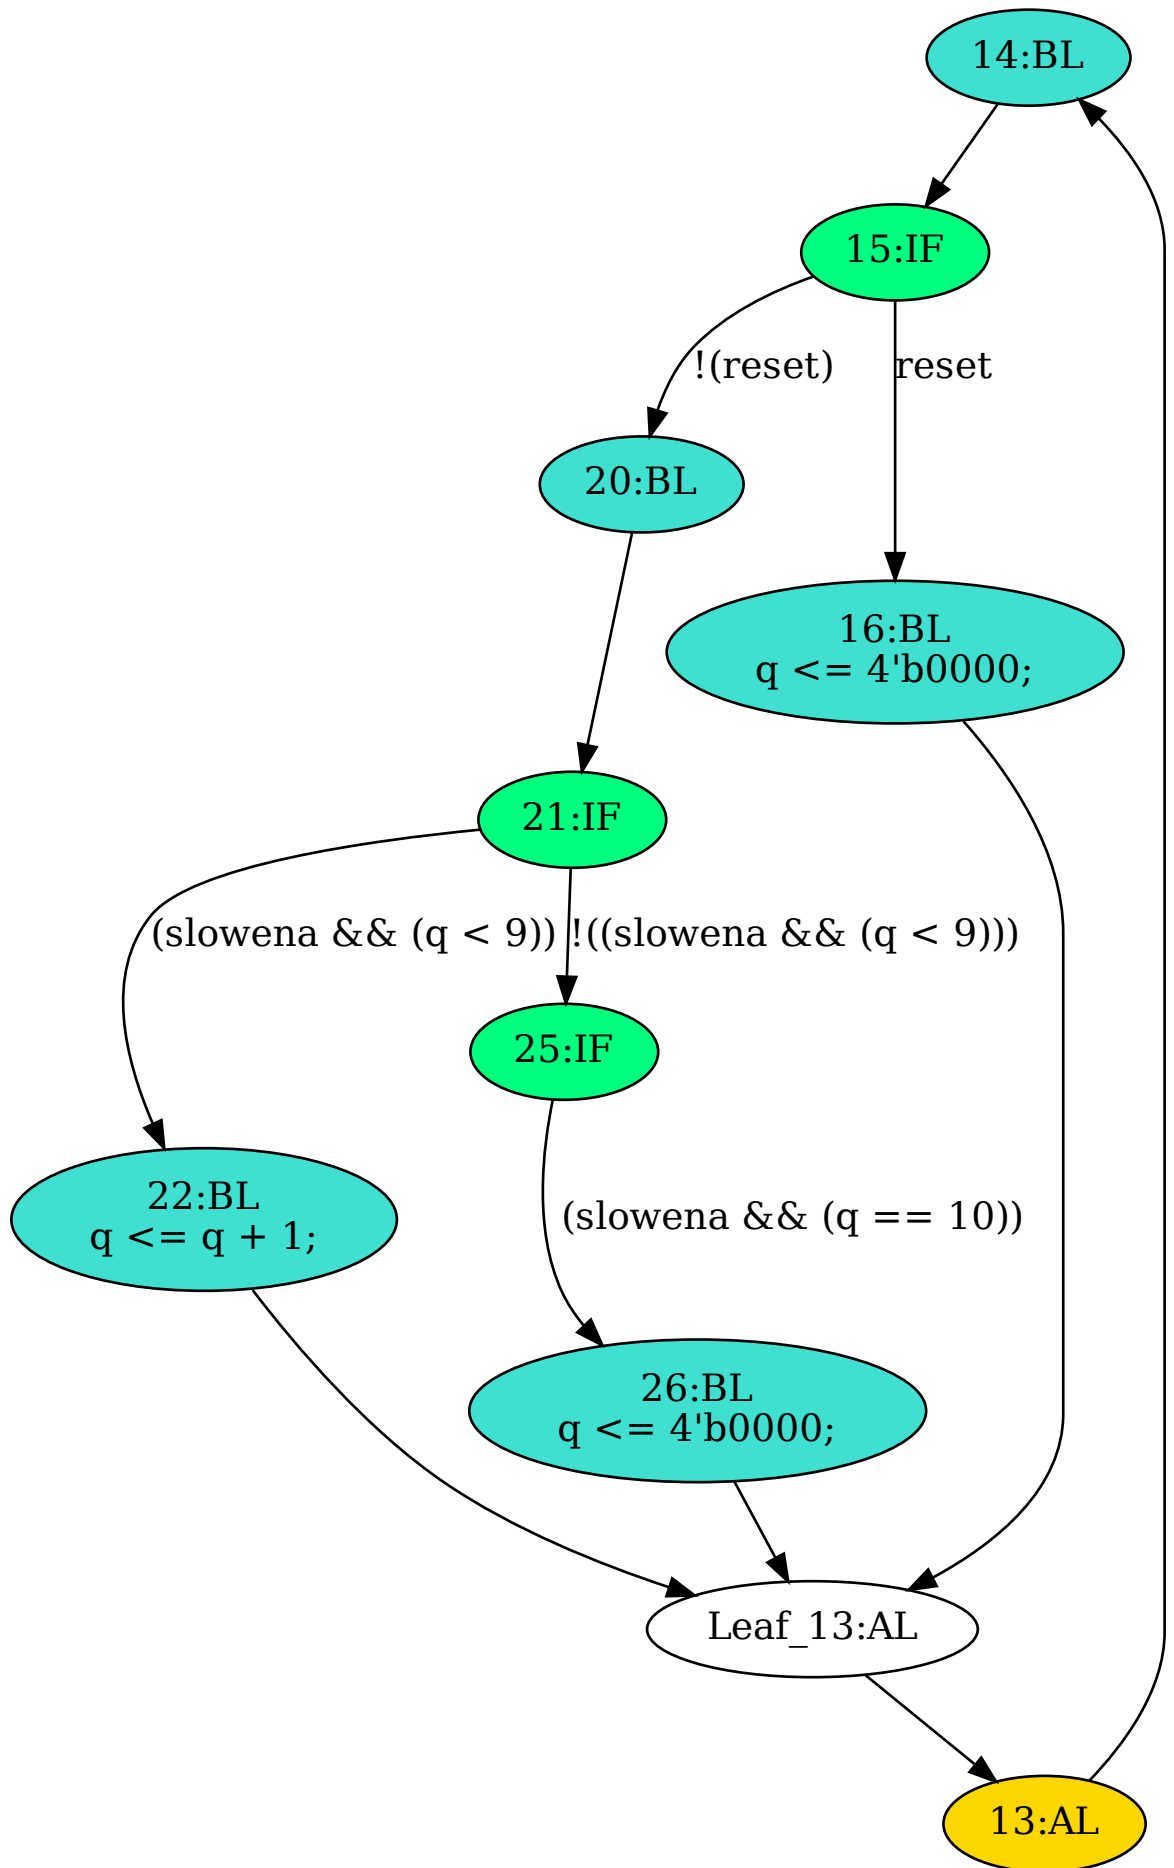 14:BL
15:IF
!(reset)
reset
20:BL
16:BL
q <= 4'b0000;
21:IF
(slowena && (q < 9))
!((slowena && (q < 9)))
25:IF
22:BL
q <= q + 1;
(slowena && (q == 10))
26:BL
q <= 4'b0000;
Leaf_13:AL
13:AL